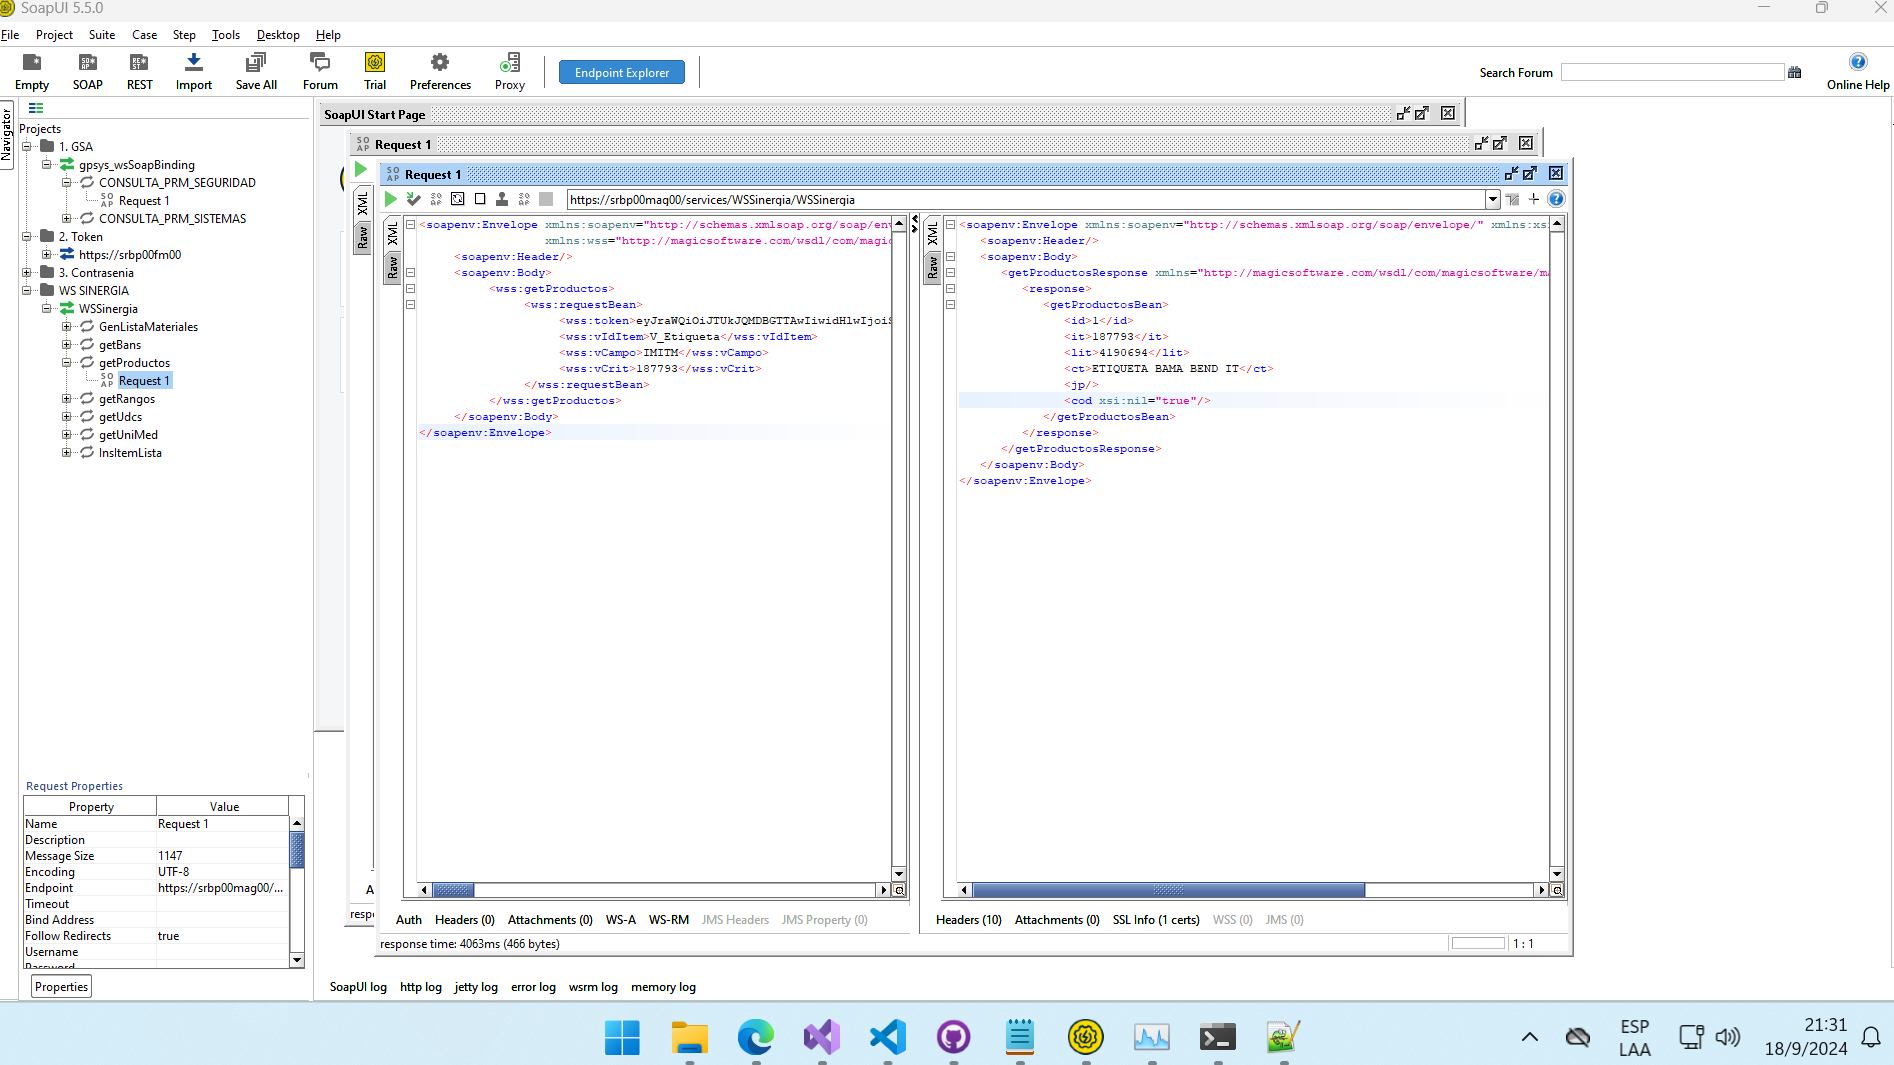 SoapUI 5.5.0
File Project Suite Case Step Tools Desktop Help
Empty SOAP REST Import Save All Forum Trial Preferences Proxy Endpoint Explorer Search Forum Online Help
Navigator
Projects
1. GSA
gpsys_wsSoapBinding
CONSULTA_PRM_SEGURIDAD
Request 1
CONSULTA_PRM_SISTEMAS
2. Token
https://srbp00fm00
3. Contrasenia
WS SINERGIA
WSSinergia
GenListaMateriales
getBans
getProductos
Request 1
getRangos
getUdcs
getUniMed
InsItemLista
Request Properties
Property Value
Name Request 1
Description
Message Size 1147
Encoding UTF-8
Endpoint https://srbp00mag00/...
Timeout
Bind Address
Follow Redirects true
Username
Password
Properties
SoapUI Start Page
Request 1
XML
Raw
Request 1
https://srbp00mag00/services/WSSinergia/WSSinergia
XML
Raw
<soapenv:Envelope xmlns:soapenv="http://schemas.xmlsoap.org/soap/env
xmlns:wss="http://magicsoftware.com/wsdl/com/magic
<soapenv:Header/>
<soapenv:Body>
<wss:getProductos>
<wss:requestBean>
<wss:token>eyJraWQiOiJTUkJQMDBGTTAwIiwidHlwIjoiS
<wss:vIdItem>V_Etiqueta</wss:vIdItem>
<wss:vCampo>IMITM</wss:vCampo>
<wss:vCrit>187793</wss:vCrit>
</wss:requestBean>
</wss:getProductos>
</soapenv:Body>
</soapenv:Envelope>
XML
Raw
<soapenv:Envelope xmlns:soapenv="http://schemas.xmlsoap.org/soap/envelope/" xmlns:xs
<soapenv:Header/>
<soapenv:Body>
<getProductosResponse xmlns="http://magicsoftware.com/wsdl/com/magicsoftware/ma
<response>
<getProductosBean>
<id>1</id>
<it>187793</it>
<lit>4190694</lit>
<ct>ETIQUETA BAMA BEND IT</ct>
<jp/>
<cod xsi:nil="true"/>
</getProductosBean>
</response>
</getProductosResponse>
</soapenv:Body>
</soapenv:Envelope>
A
resp
Auth Headers (0) Attachments (0) WS-A WS-RM JMS Headers JMS Property (0)
Headers (10) Attachments (0) SSL Info (1 certs) WSS (0) JMS (0)
response time: 4063ms (466 bytes)
1 : 1
SoapUI log http log jetty log error log wsrm log memory log
ESP
LAA
21:31
18/9/2024